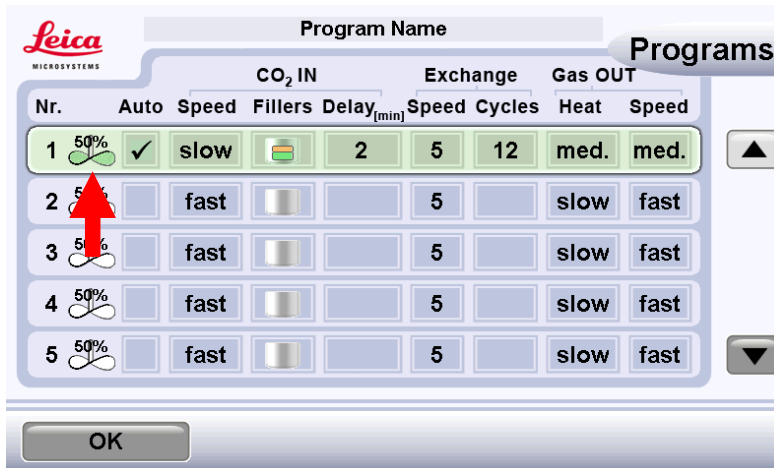 Leica
MICROSYSTEMS
Program Name
Programs
CO₂ IN Exchange Gas OUT
Nr. Auto Speed Fillers Delay[min] Speed Cycles Heat Speed
1 50% ✓ slow 2 5 12 med. med.
2 fast 5 slow fast
3 50% fast 5 slow fast
4 50% fast 5 slow fast
5 50% fast 5 slow fast
OK